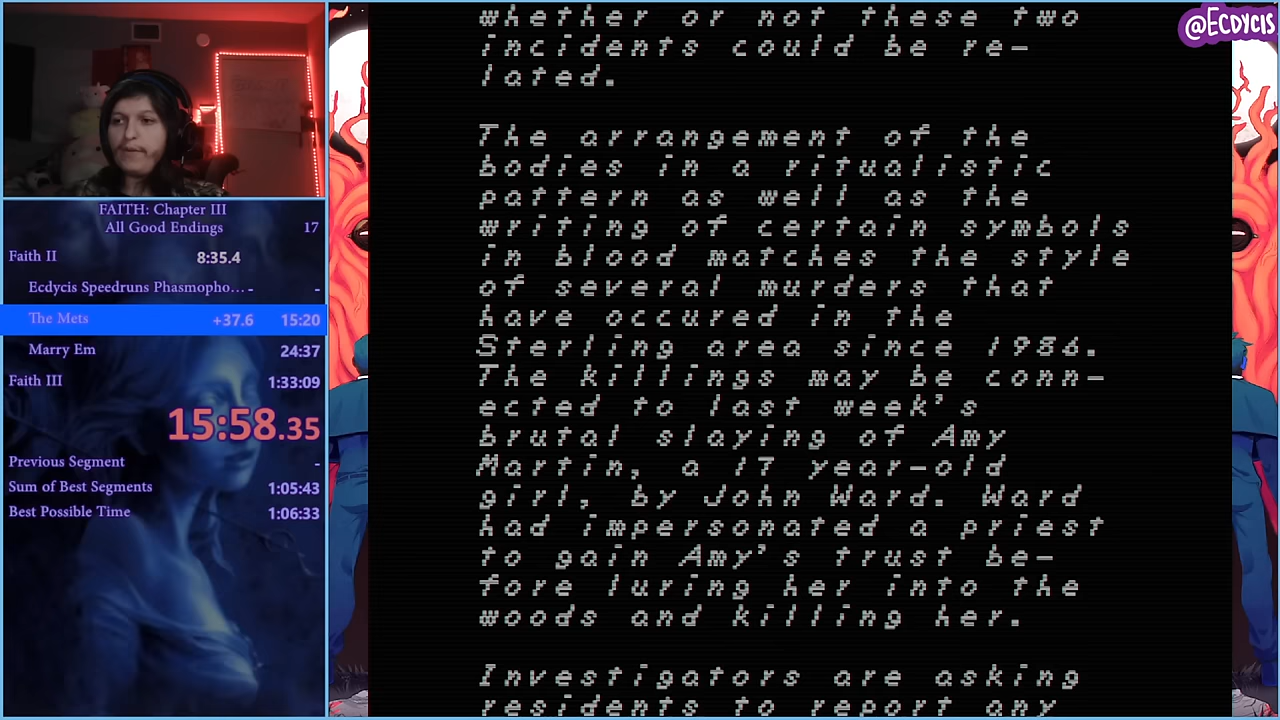 @ECDYCIS
FAITH: Chapter III
All Good Endings 17
Faith II 8:35.4
Ecdycis Speedruns Phasmopho... - -
The Mets +37.6 15:20
Marry Em 24:37
Faith III 1:33:09
15:58.35
Previous Segment -
Sum of Best Segments 1:05:43
Best Possible Time 1:06:33
whether or not these two
incidents could be re-
lated.
The arrangement of the
bodies in a ritualistic
pattern as well as the
writing of certain symbols
in blood matches the style
of several murders that
have occured in the
Sterling area since 1986.
The killings may be conn-
ected to last week's
brutal slaying of Amy
Martin, a 17 year-old
girl, by John Ward. Ward
had impersonated a priest
to gain Amy's trust be-
fore luring her into the
woods and killing her.
Investigators are asking
residents to report any